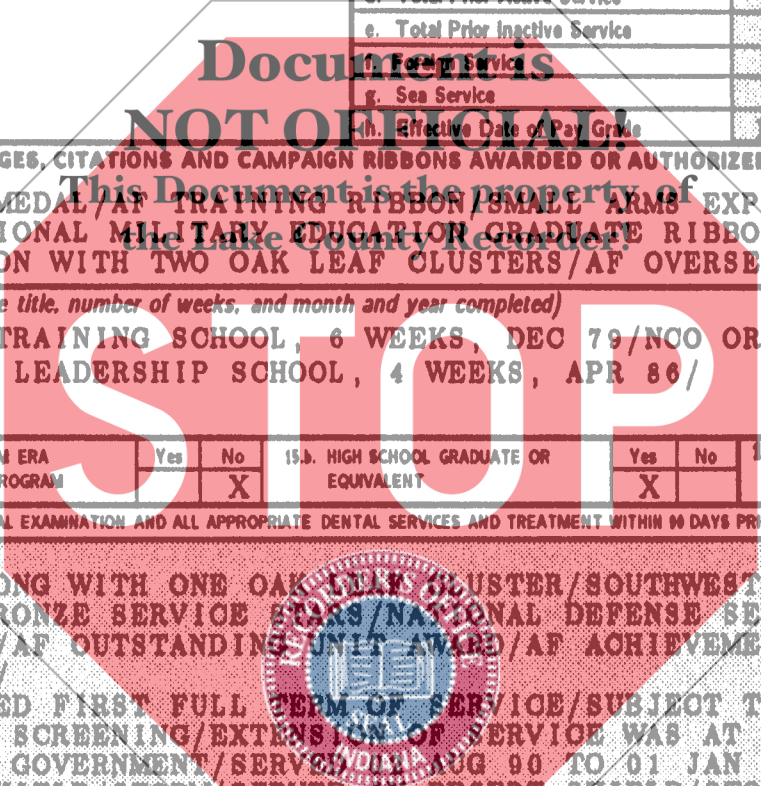 e. Total Prior Inactive Service
f. Foreign Service
g. Sea Service
h. Effective Date of Pay Grade
Document is
NOT OFFICIAL!
This Document is the property of
the Lake County Recorder!
GES, CITATIONS AND CAMPAIGN RIBBONS AWARDED OR AUTHORIZE
MEDAL/AF TRAINING RIBBON/SMALL ARMS EXP
IONAL MILITARY EDUCATION GRADUATE RIBBO
ON WITH TWO OAK LEAF CLUSTERS/AF OVERSE
e title, number of weeks, and month and year completed)
TRAINING SCHOOL, 6 WEEKS, DEC 79/NCO OR
LEADERSHIP SCHOOL, 4 WEEKS, APR 86/
STOP
ERA Yes No 15.b. HIGH SCHOOL GRADUATE OR Yes No
ROGRAM X EQUIVALENT X
AL EXAMINATION AND ALL APPROPRIATE DENTAL SERVICES AND TREATMENT WITHIN 90 DAYS PRI
ONG WITH ONE OAK LEAF CLUSTER/SOUTHWEST
RONZE SERVICE STARS/NATIONAL DEFENSE SE
/AF OUTSTANDING UNIT AWARD/AF ACHIEVEME
/
ED FIRST FULL TERM OF SERVICE/SUBJECT T
SCREENING/EXTENSION OF SERVICE WAS AT
GOVERNMENT/SERVED AUG 90 TO 01 JAN
RECORDER'S OFFICE
SEAL
INDIANA